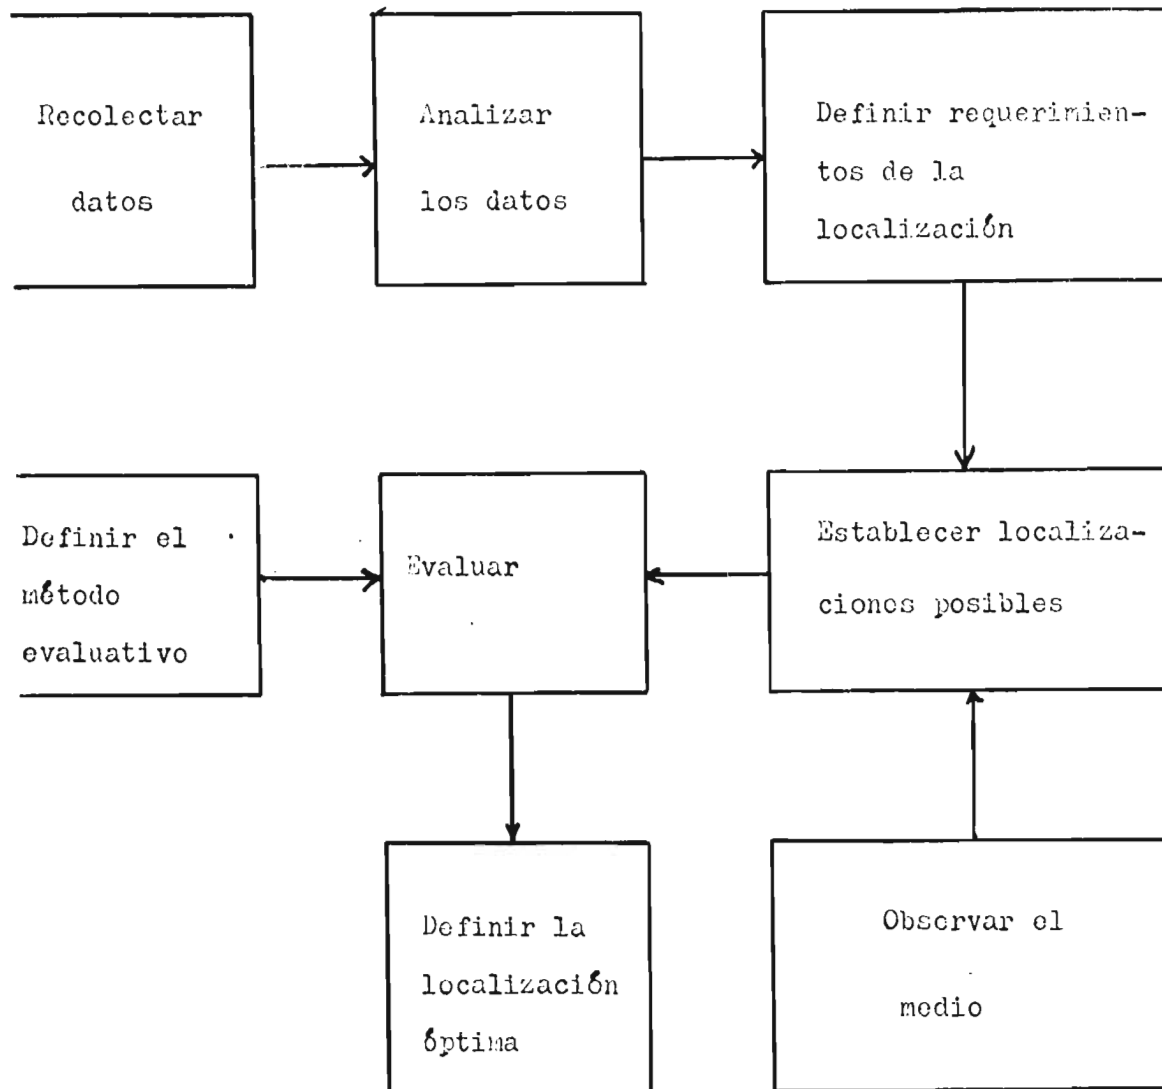 Recolectar
datos
Analizar
los datos
Definir requerimien-
tos de la
localización
Definir el
método
evaluativo
Evaluar
Establecer localiza-
ciones posibles
Definir la
localización
óptima
Observar el
medio